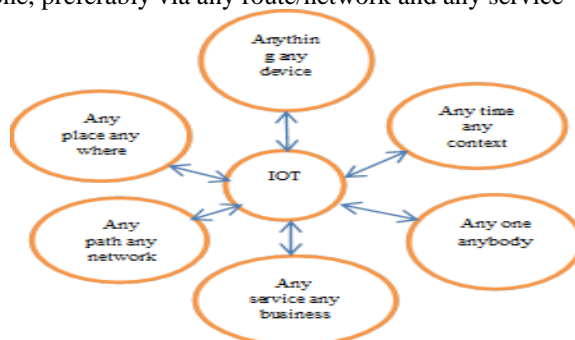 one, preferably via any route/network and any service
Anythin
g any
device
Any
place any
where
Any time
any
context
IOT
Any
path any
network
Any one
anybody
Any
service any
business